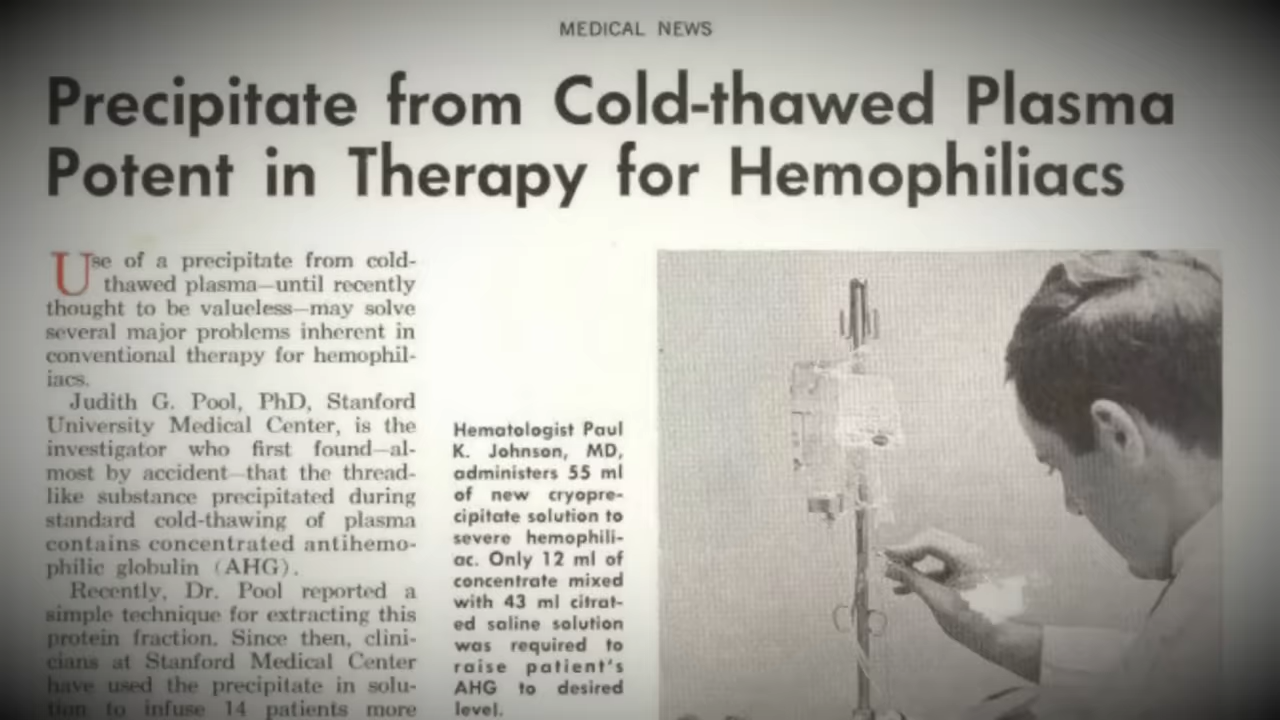 MEDICAL NEWS
Precipitate from Cold-thawed Plasma
Potent in Therapy for Hemophiliacs
Use of a precipitate from cold-
thawed plasma—until recently
thought to be valueless—may solve
several major problems inherent in
conventional therapy for hemophil-
iacs.
Judith G. Pool, PhD, Stanford
University Medical Center, is the
investigator who first found—al-
most by accident—that the thread-
like substance precipitated during
standard cold-thawing of plasma
contains concentrated antihemo-
philic globulin (AHG).
Recently, Dr. Pool reported a
simple technique for extracting this
protein fraction. Since then, clini-
cians at Stanford Medical Center
have used the precipitate in solu-
tion to infuse 14 patients more
Hematologist Paul
K. Johnson, MD,
administers 55 ml
of new cryopre-
cipitate solution to
severe hemophili-
ac. Only 12 ml of
concentrate mixed
with 43 ml citrat-
ed saline solution
was required to
raise patient's
AHG to desired
level.